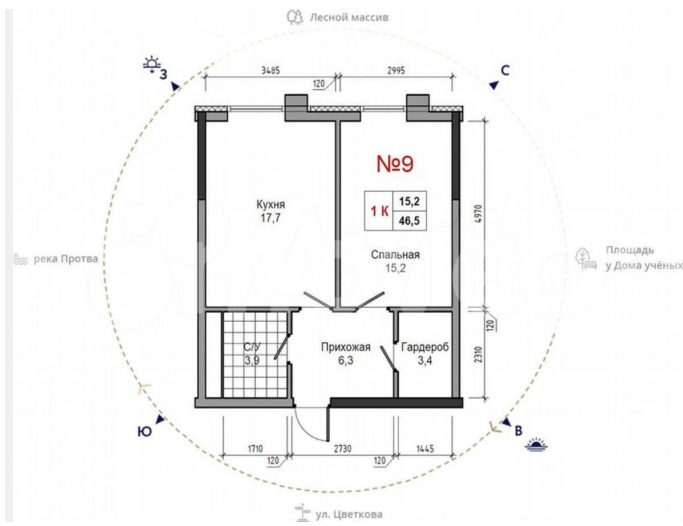 Лесной массив
3485
2995
120
З
С
№9
1 К
15,2
46,5
Кухня
17,7
4970
Спальная
15,2
река Протва
Площадь
у Дома учёных
120
С/У
3,9
Прихожая
6,3
Гардероб
3,4
2310
Ю
В
1710
2730
1445
120
120
ул. Цветкова